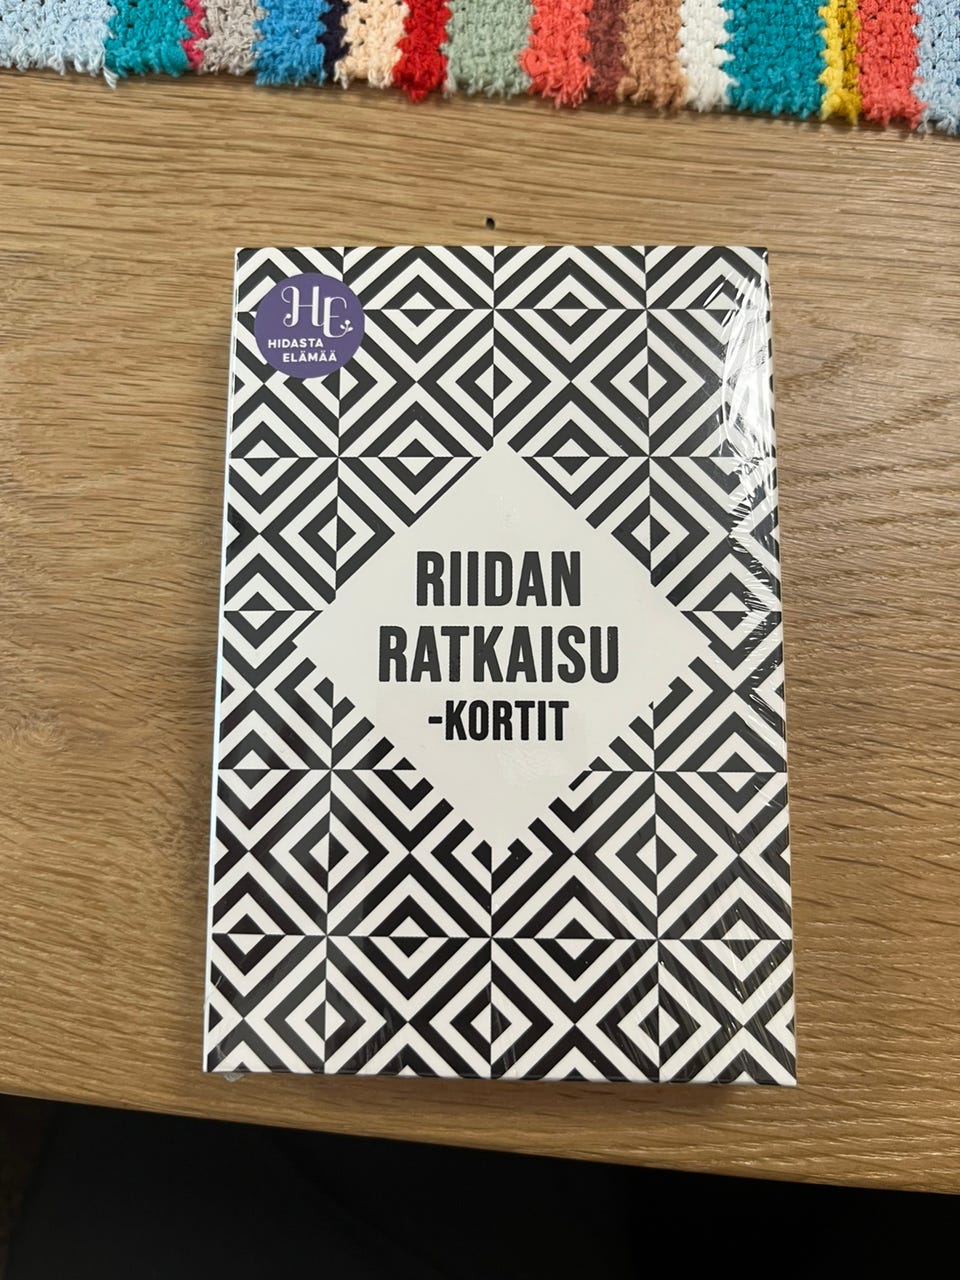 HE
HIDASTA
ELÄMÄÄ
RIIDAN
RATKAISU
-KORTIT